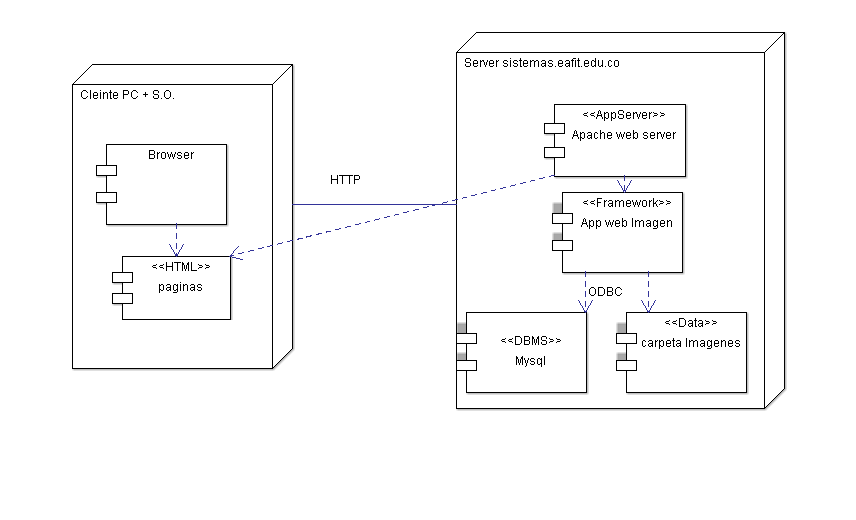 Cleinte PC + S.O.
Browser
<<HTML>>
paginas
HTTP
Server sistemas.eafit.edu.co
<<AppServer>>
Apache web server
<<Framework>>
App web Imagen
ODBC
<<DBMS>>
Mysql
<<Data>>
carpeta Imagenes